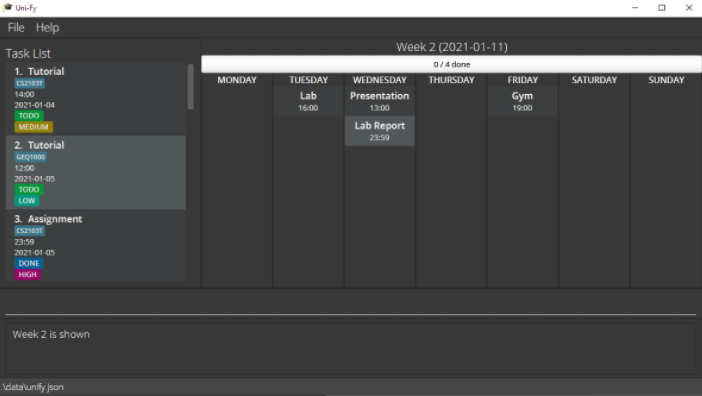 Uni-Fy
File Help
Task List
1. Tutorial
CS2103T
14:00
2021-01-04
TODO
MEDIUM
2. Tutorial
GEQ1000
12:00
2021-01-05
TODO
LOW
3. Assignment
CS2103T
23:59
2021-01-05
DONE
HIGH
Week 2 (2021-01-11)
0 / 4 done
MONDAY TUESDAY WEDNESDAY THURSDAY FRIDAY SATURDAY SUNDAY
Lab Presentation Gym
16:00 13:00 19:00
Lab Report
23:59
Week 2 is shown
.\data\unify.json